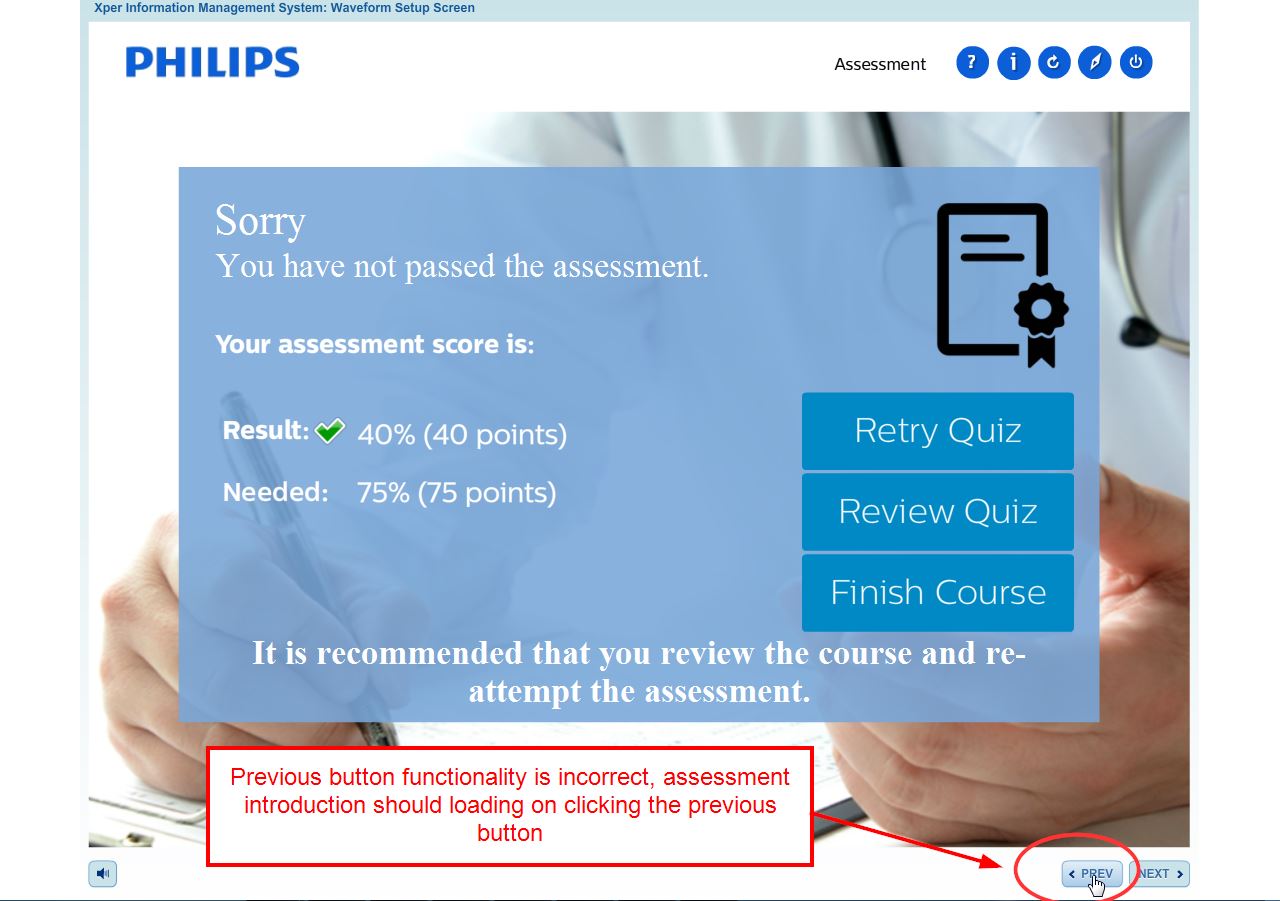 Xper Information Management System: Waveform Setup Screen
PHILIPS
Assessment
? i
Sorry
You have not passed the assessment.
Your assessment score is:
Result: 40% (40 points)
Needed: 75% (75 points)
Retry Quiz
Review Quiz
Finish Course
It is recommended that you review the course and re-
attempt the assessment.
Previous button functionality is incorrect, assessment
introduction should loading on clicking the previous
button
PREV
NEXT